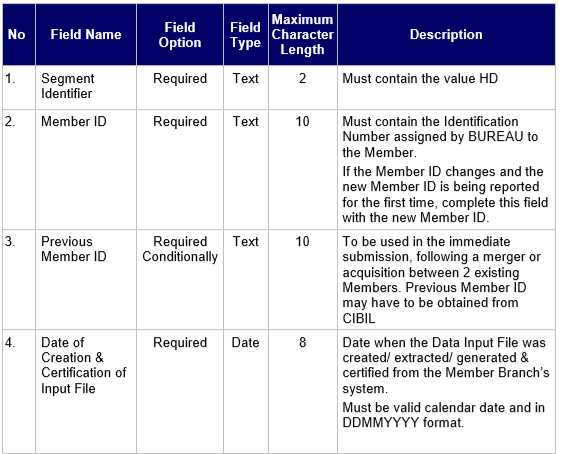 No Field Name Field Option Field Type Maximum Character Length Description
1. Segment Identifier Required Text 2 Must contain the value HD
2. Member ID Required Text 10 Must contain the Identification
Number assigned by BUREAU to
the Member.
If the Member ID changes and the
new Member ID is being reported
for the first time, complete this field
with the new Member ID.
3. Previous Member ID Required Conditionally Text 10 To be used in the immediate
submission, following a merger or
acquisition between 2 existing
Members. Previous Member ID
may have to be obtained from
CIBIL
4. Date of Creation & Certification of Input File Required Date 8 Date when the Data Input File was
created/ extracted/ generated &
certified from the Member Branch's
system.
Must be valid calendar date and in
DDMMYYYY format.